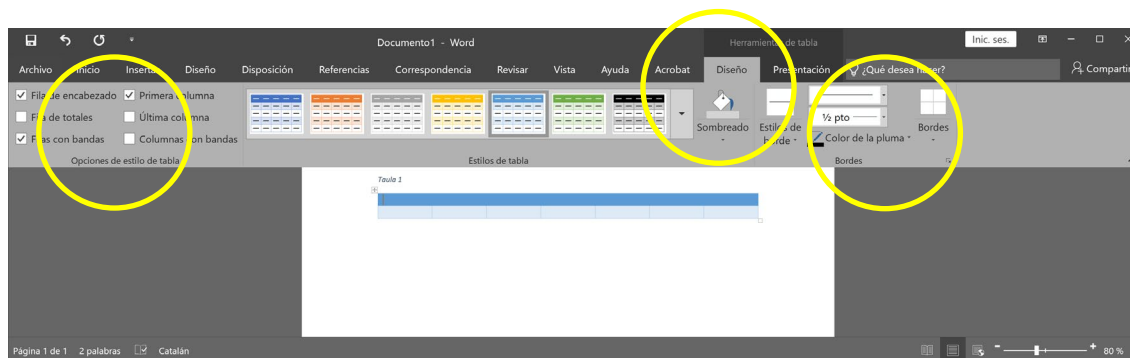 Documento1 - Word
Herramientas de tabla
Inic. ses.
Archivo Inicio Insertar Diseño Disposición Referencias Correspondencia Revisar Vista Ayuda Acrobat Diseño Presentación ¿Qué desea hacer? Compartir
Fila de encabezado Primera columna
Fila de totales Última columna
Filas con bandas Columnas con bandas
Opciones de estilo de tabla
Estilos de tabla
Sombreado
Estilos de
borde
½ pto
Color de la pluma
Bordes
Bordes
Taula 1
Página 1 de 1 2 palabras Catalán
80 %